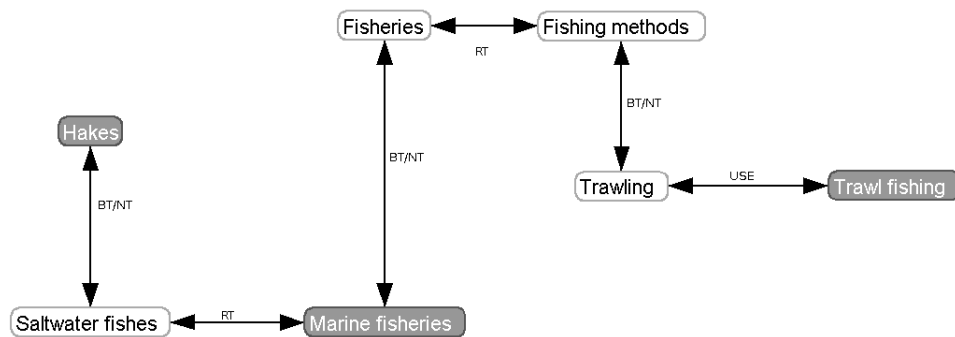 Fisheries
Fishing methods
RT
BT/NT
Hakes
BT/NT
Trawling
USE
Trawl fishing
BT/NT
Saltwater fishes
RT
Marine fisheries